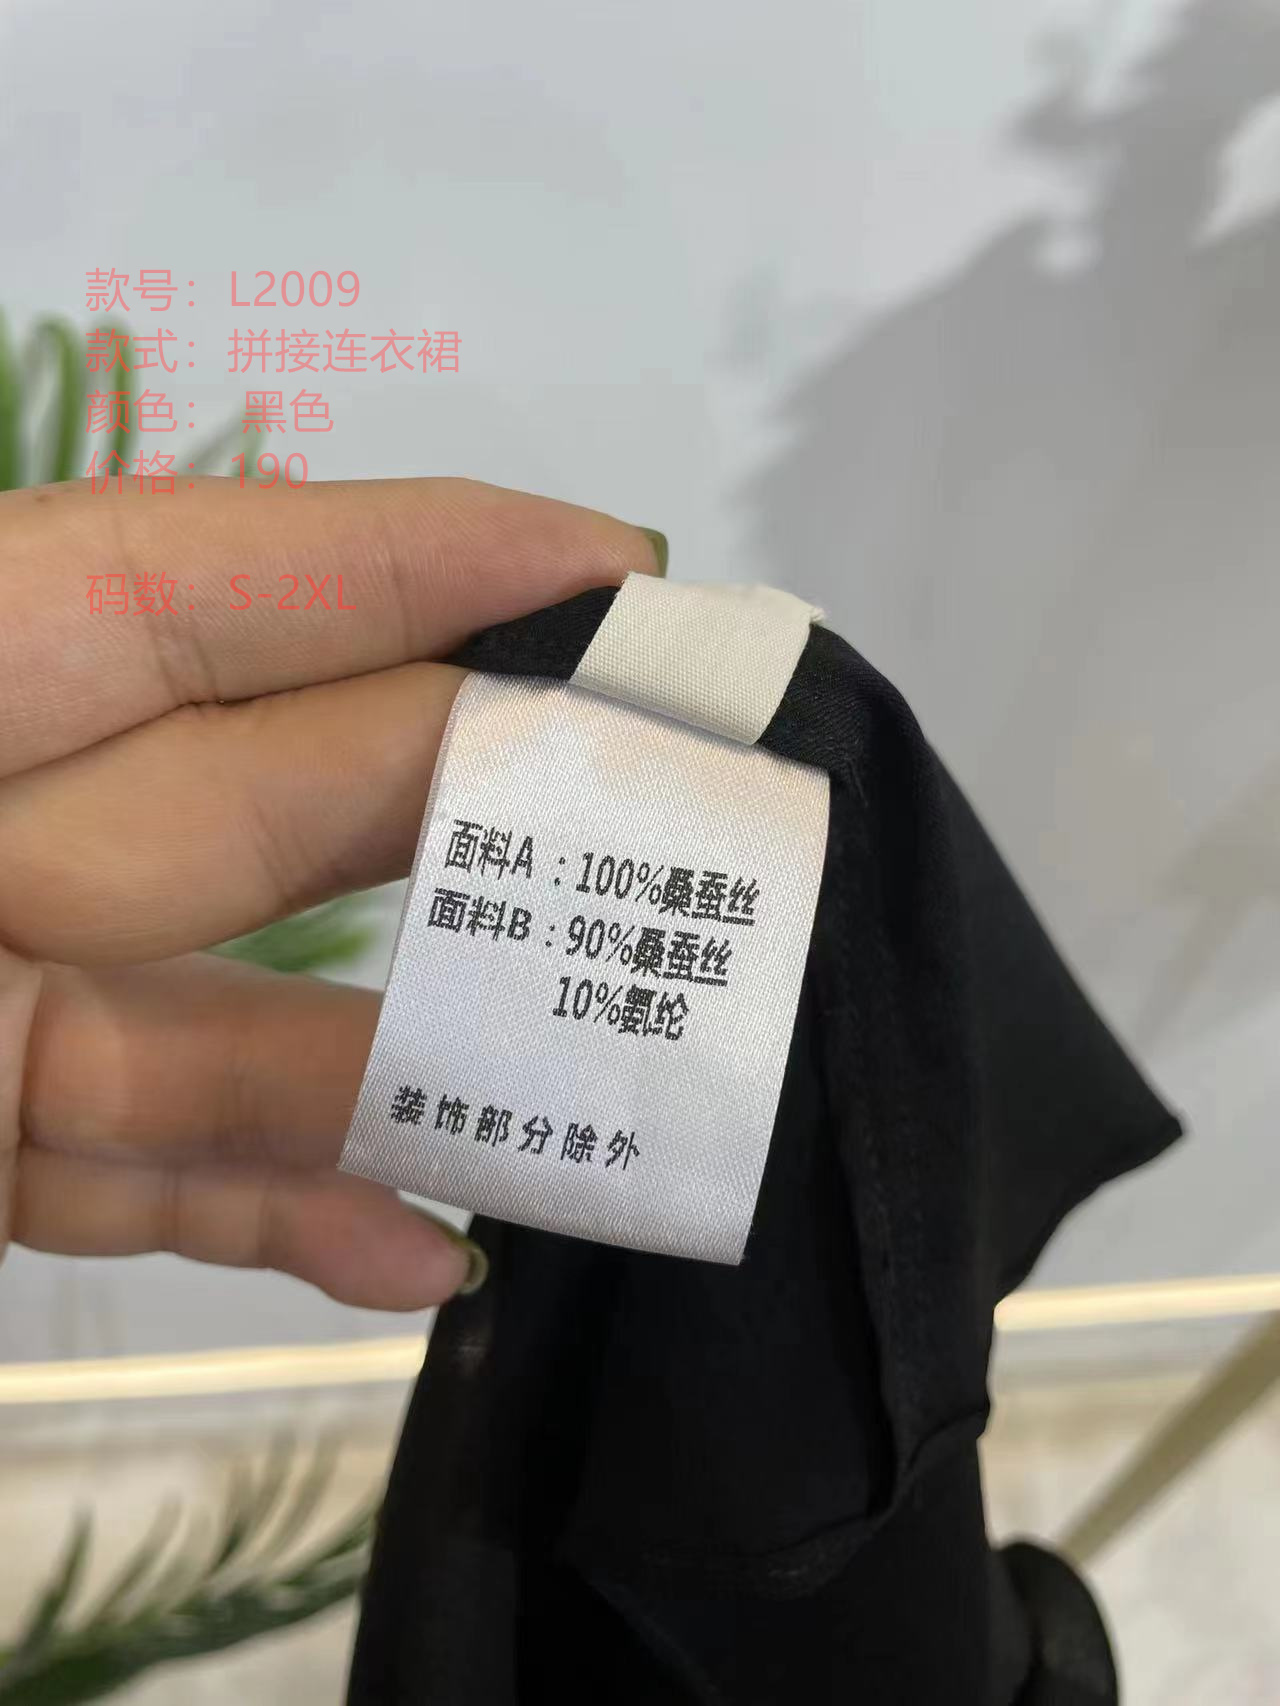 款号：L2009
款式：拼接连衣裙
颜色： 黑色
价格：190
码数：S-2XL
面料A：100%桑蚕丝
面料B：90%桑蚕丝
10%氨纶
装饰部分除外